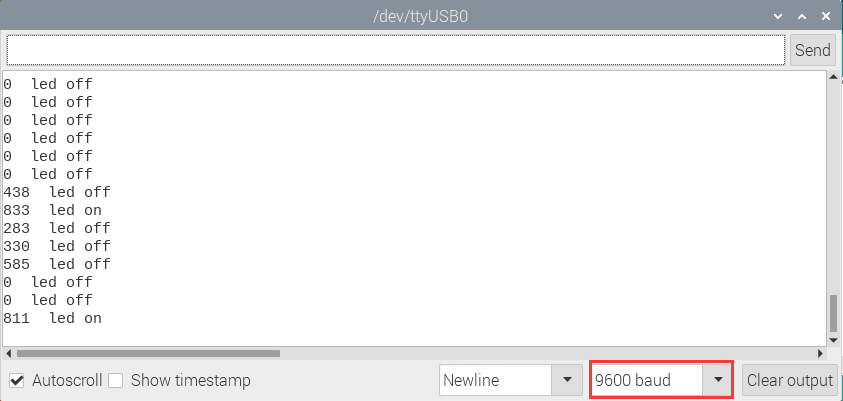 /dev/ttyUSB0
Send
0  led off
0  led off
0  led off
0  led off
0  led off
0  led off
438  led off
833  led on
283  led off
330  led off
585  led off
0  led off
0  led off
811  led on
Autoscroll Show timestamp Newline 9600 baud Clear output